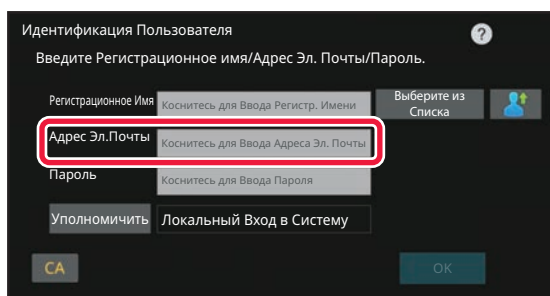 Идентификация Пользователя
?
Введите Регистрационное имя/Адрес Эл. Почты/Пароль.
Регистрационное Имя
Коснитесь для Ввода Регистр. Имени
Выберите из
Списка
Адрес Эл.Почты
Коснитесь для Ввода Адреса Эл. Почты
Пароль
Коснитесь для Ввода Пароля
Уполномичить
Локальный Вход в Систему
CA
OK